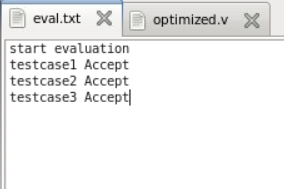 eval.txt
optimized.v
start evaluation
testcase1 Accept
testcase2 Accept
testcase3 Accept